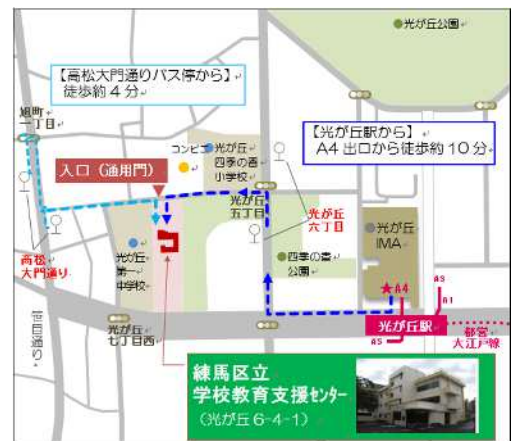 光が丘公園
【高松大門通りバス停から】
徒歩約4分
旭町
一丁目
コンビニ
光が丘
四季の香
小学校
【光が丘駅から】
A4出口から徒歩約10分
入口（通用門）
光が丘
五丁目
光が丘
六丁目
光が丘
IMA
高松
大門通り
光が丘
第一
中学校
四季の香
公園
A3
★A4
A1
笹目通り
光が丘
七丁目西
A5
光が丘駅
都営
大江戸線
練馬区立
学校教育支援センター
（光が丘6-4-1）